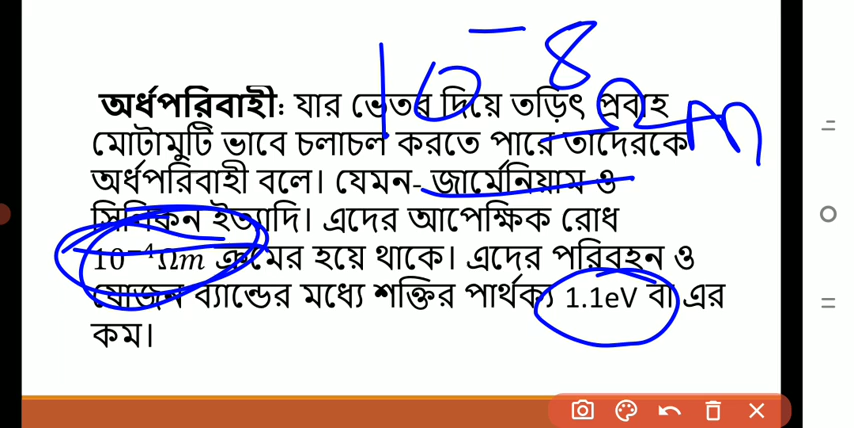 10⁻⁸ Ωm
অর্ধপরিবাহী: যার ভেতর দিয়ে তড়িৎ প্রবাহ
মোটামুটি ভাবে চলাচল করতে পারে তাদেরকে
অর্ধপরিবাহী বলে। যেমন- জার্মেনিয়াম ও
সিলিকন ইত্যাদি। এদের আপেক্ষিক রোধ
10⁻⁴Ωm ক্রমের হয়ে থাকে। এদের পরিবহন ও
যোজন ব্যান্ডের মধ্যে শক্তির পার্থক্য 1.1eV বা এর
কম।